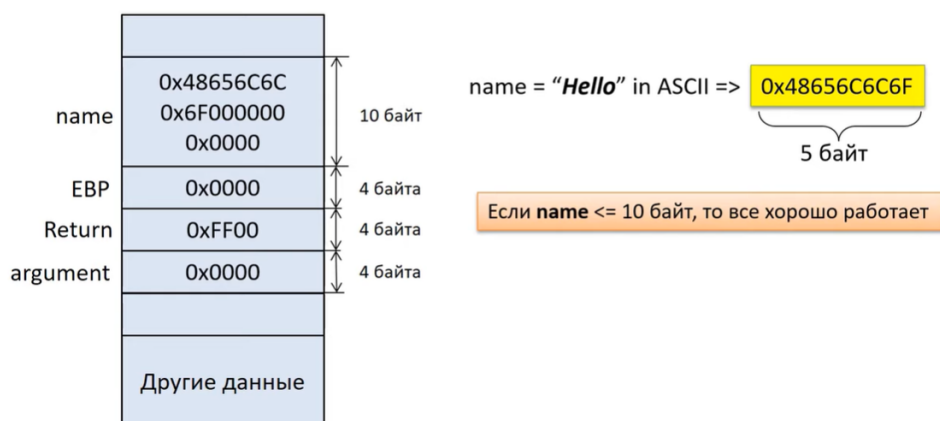 name
0x48656C6C
0x6F000000
0x0000
10 байт
EBP
0x0000
4 байта
Return
0xFF00
4 байта
argument
0x0000
4 байта
Другие данные
name = “Hello” in ASCII => 0x48656C6C6F
5 байт
Если name <= 10 байт, то все хорошо работает